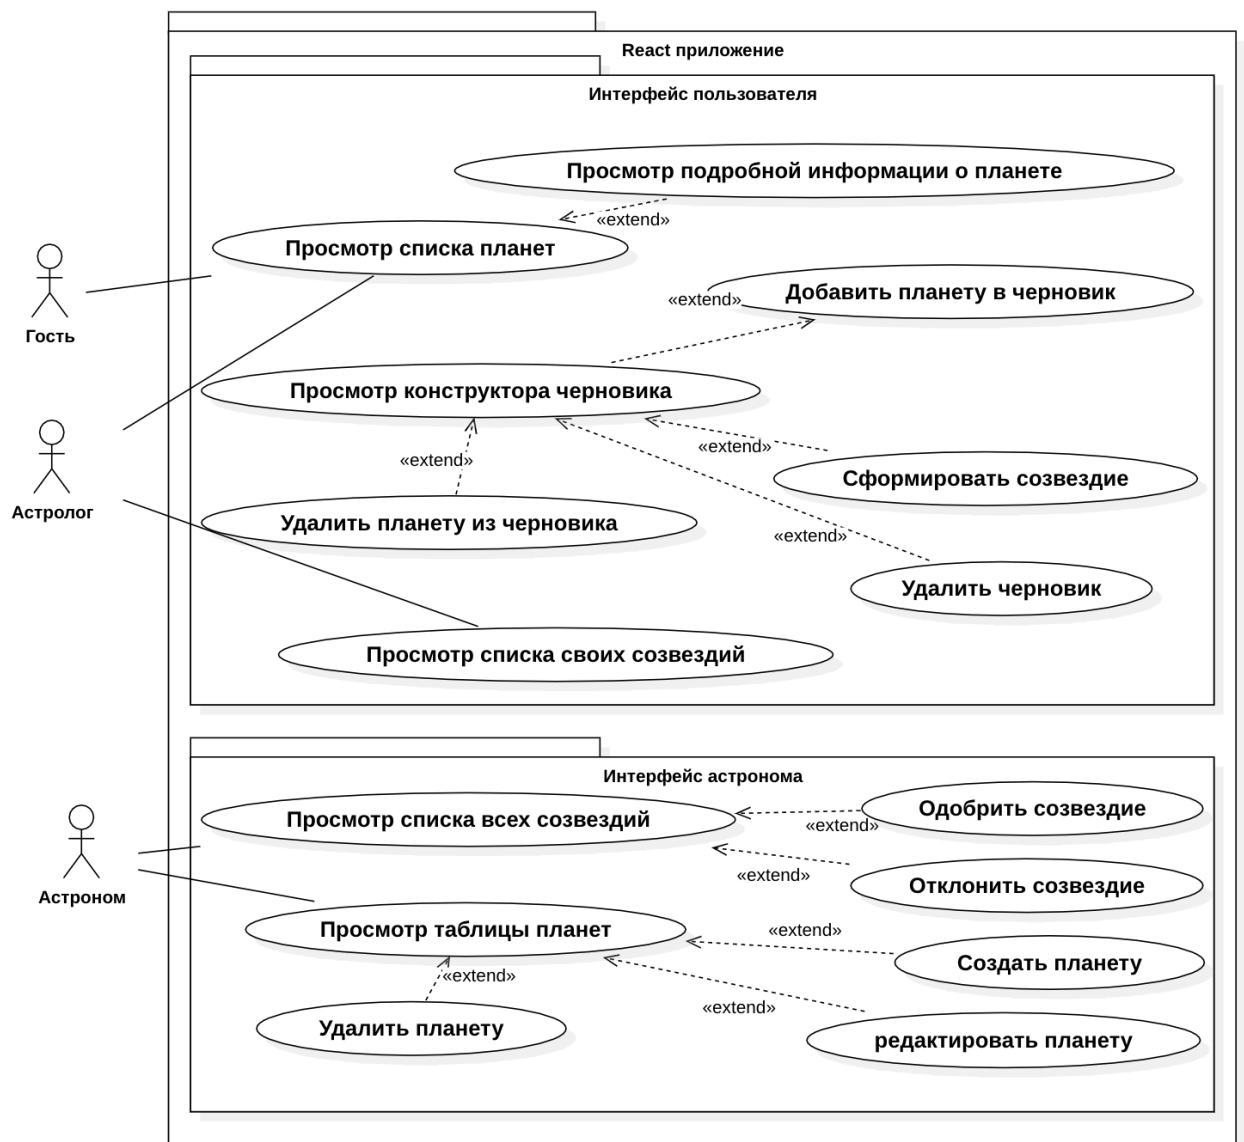 React приложение
Интерфейс пользователя
Просмотр подробной информации о планете
«extend»
Просмотр списка планет
Добавить планету в черновик
«extend»
Гость
Просмотр конструктора черновика
«extend»
«extend»
Сформировать созвездие
Астролог
Удалить планету из черновика
«extend»
Удалить черновик
Просмотр списка своих созвездий
Интерфейс астронома
Одобрить созвездие
Просмотр списка всех созвездий
«extend»
«extend»
Отклонить созвездие
Астроном
Просмотр таблицы планет
«extend»
Создать планету
«extend»
«extend»
Удалить планету
редактировать планету